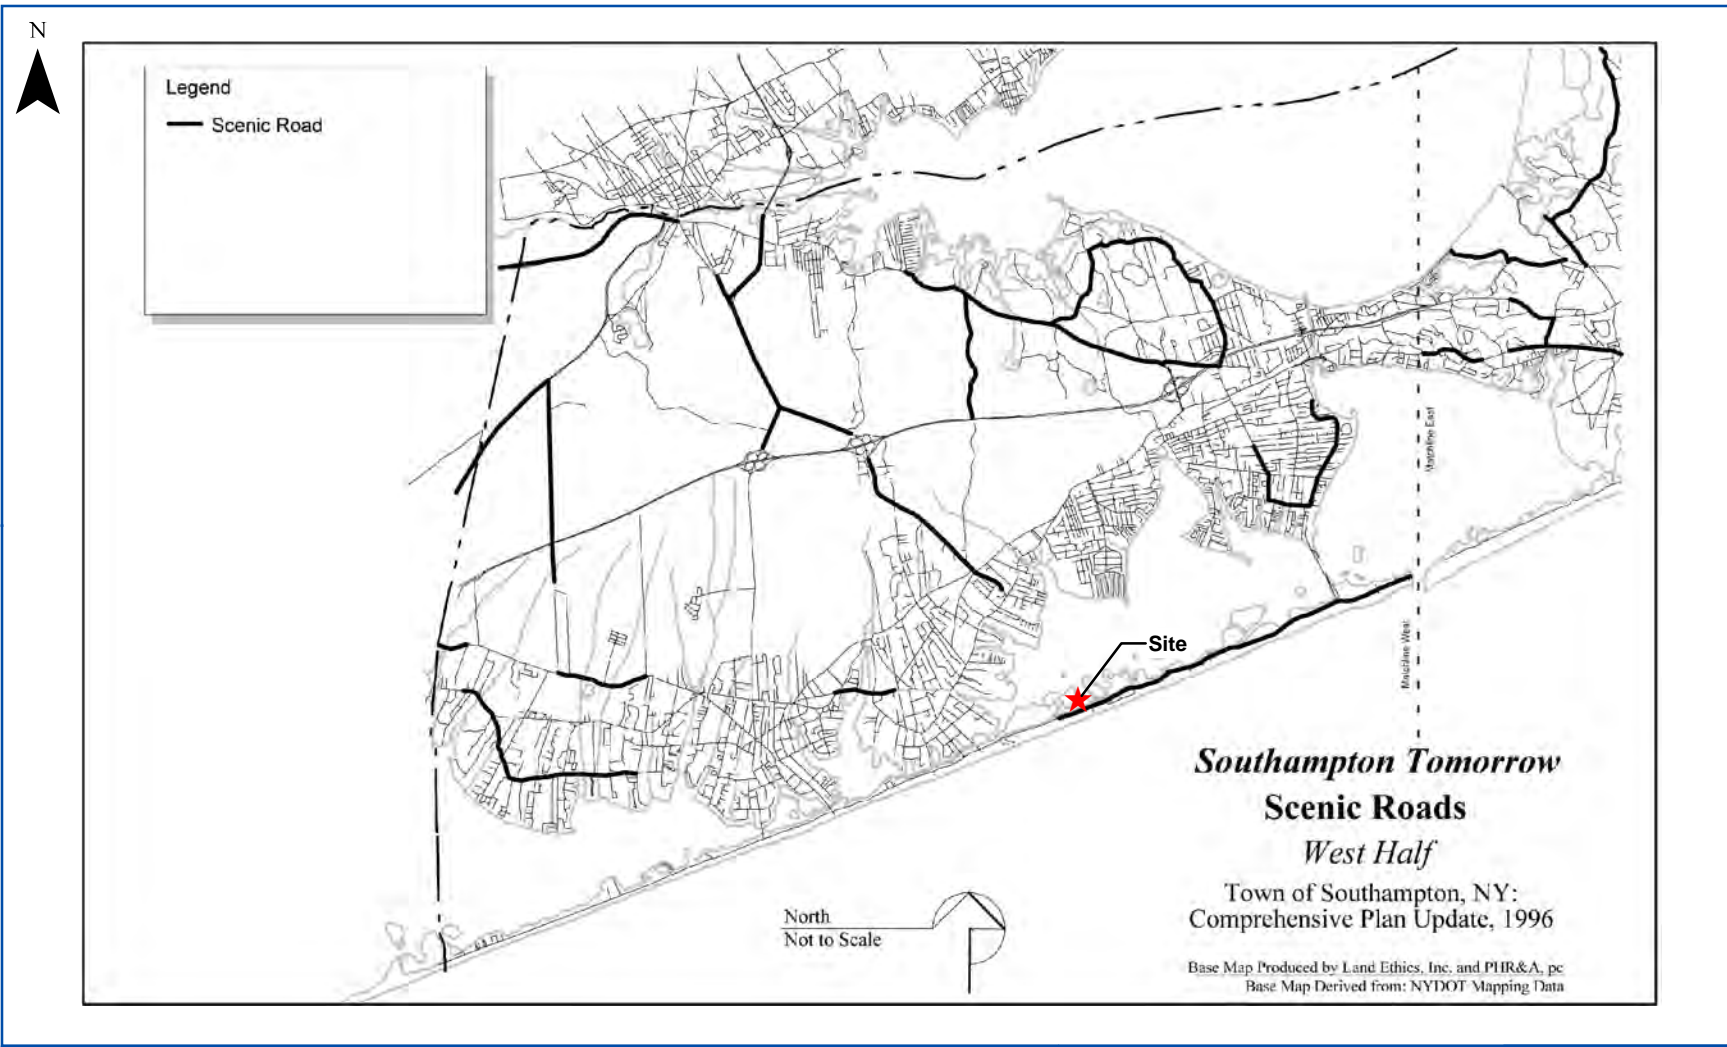 N
Legend
Scenic Road
Matchline East
Matchline West
Site
Southampton Tomorrow
Scenic Roads
West Half
Town of Southampton, NY:
Comprehensive Plan Update, 1996
North
Not to Scale
Base Map Produced by Land Ethics, Inc. and PHR&A, pc
Base Map Derived from: NYDOT Mapping Data